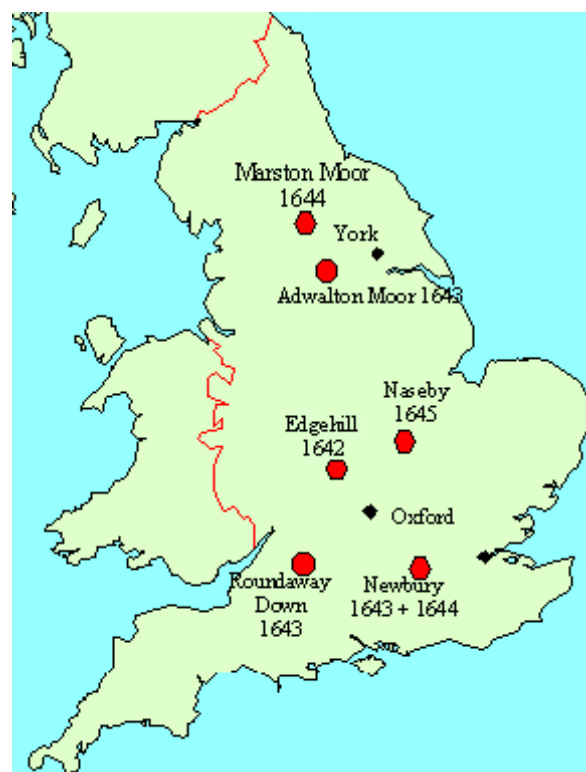 Marston Moor
1644
York
Adwalton Moor 1643
Naseby
1645
Edgehill
1642
Oxford
Roundaway
Down
1643
Newbury
1643 + 1644